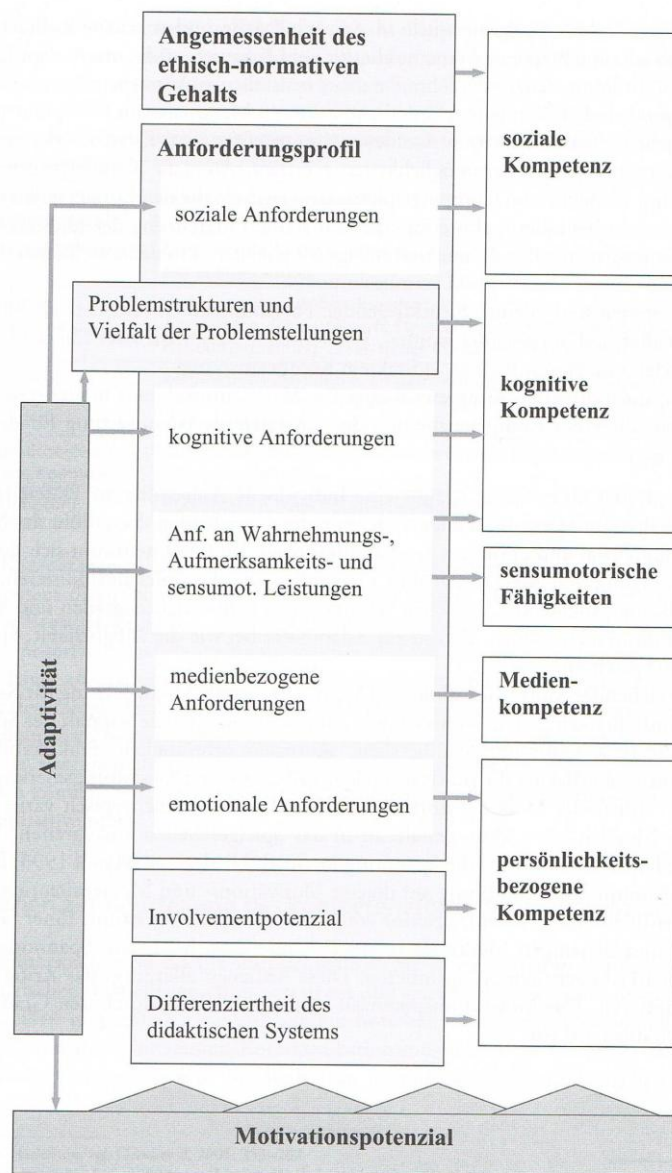 Angemessenheit des
ethisch-normativen
Gehalts
soziale
Kompetenz
Anforderungsprofil
soziale Anforderungen
Problemstrukturen und
Vielfalt der Problemstellungen
kognitive
Kompetenz
kognitive Anforderungen
Anf. an Wahrnehmungs-,
Aufmerksamkeits- und
sensumot. Leistungen
sensumotorische
Fähigkeiten
Adaptivität
medienbezogene
Anforderungen
Medien-
kompetenz
emotionale Anforderungen
persönlichkeits-
bezogene
Kompetenz
Involvementpotenzial
Differenziertheit des
didaktischen Systems
Motivationspotenzial